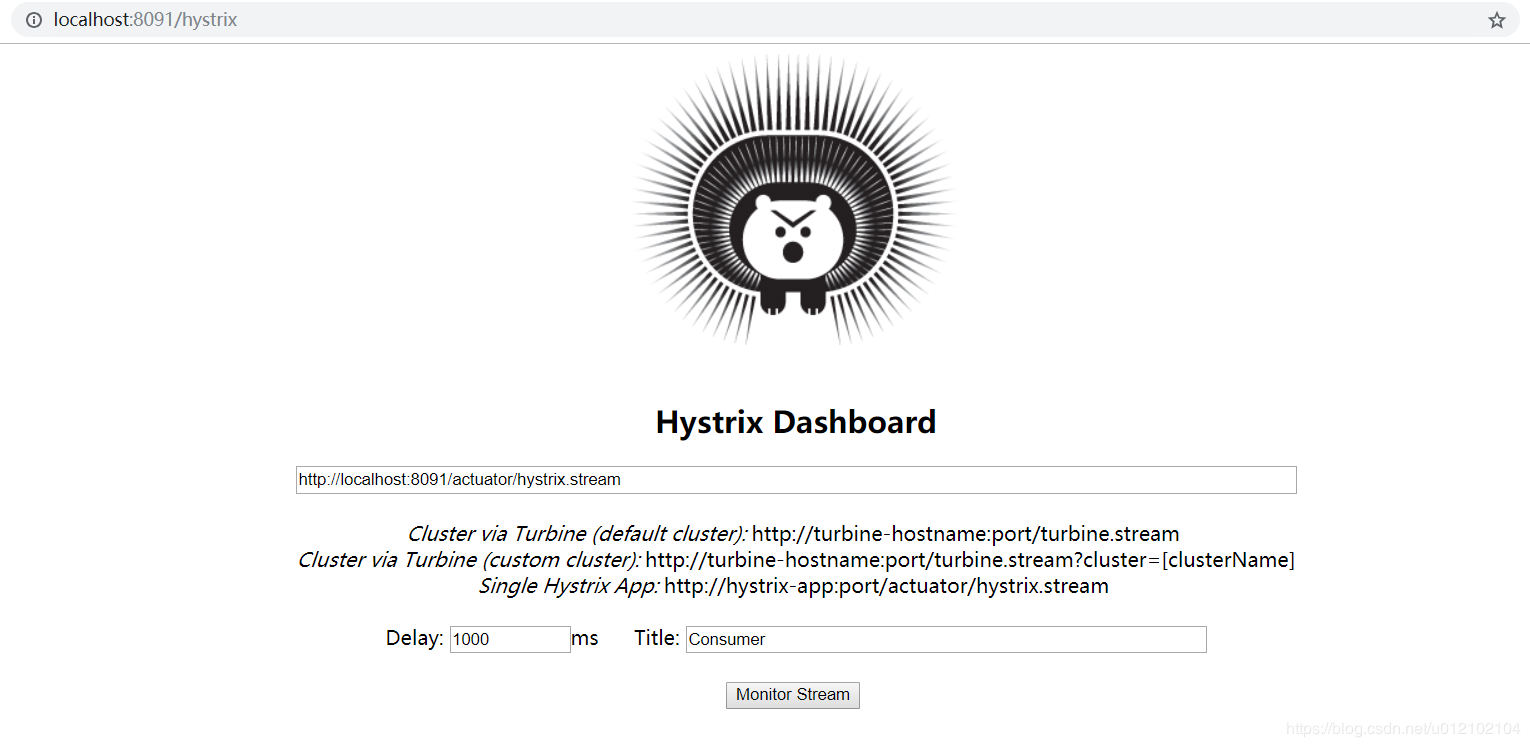 localhost:8091/hystrix
Hystrix Dashboard
http://localhost:8091/actuator/hystrix.stream
Cluster via Turbine (default cluster): http://turbine-hostname:port/turbine.stream
Cluster via Turbine (custom cluster): http://turbine-hostname:port/turbine.stream?cluster=[clusterName]
Single Hystrix App: http://hystrix-app:port/actuator/hystrix.stream
Delay: 1000 ms Title: Consumer
Monitor Stream
https://blog.csdn.net/u012102104